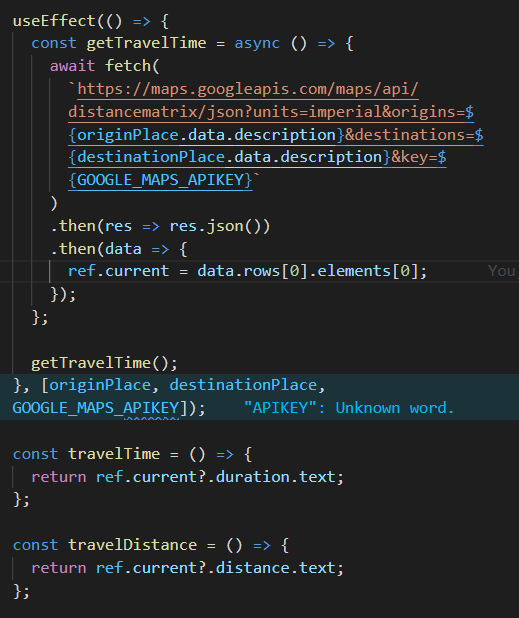 useEffect(() => {
const getTravelTime = async () => {
await fetch(
`https://maps.googleapis.com/maps/api/
distancematrix/json?units=imperial&origins=$
{originPlace.data.description}&destinations=$
{destinationPlace.data.description}&key=$
{GOOGLE_MAPS_APIKEY}`
)
.then(res => res.json())
.then(data => {
ref.current = data.rows[0].elements[0]; You
});
};
getTravelTime();
}, [originPlace, destinationPlace,
GOOGLE_MAPS_APIKEY]); "APIKEY": Unknown word.
const travelTime = () => {
return ref.current?.duration.text;
};
const travelDistance = () => {
return ref.current?.distance.text;
};